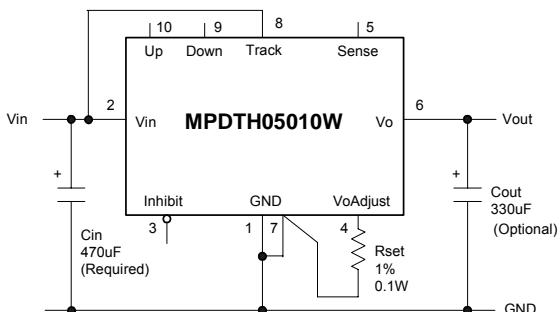 10
9
8
5
Up
Down
Track
Sense
Vin
2
Vin
MPDTH05010W
Vo
6
Vout
+
+
Inhibit
GND
VoAdjust
3
1
7
4
Cin
470uF
(Required)
Rset
1%
0.1W
Cout
330uF
(Optional)
GND